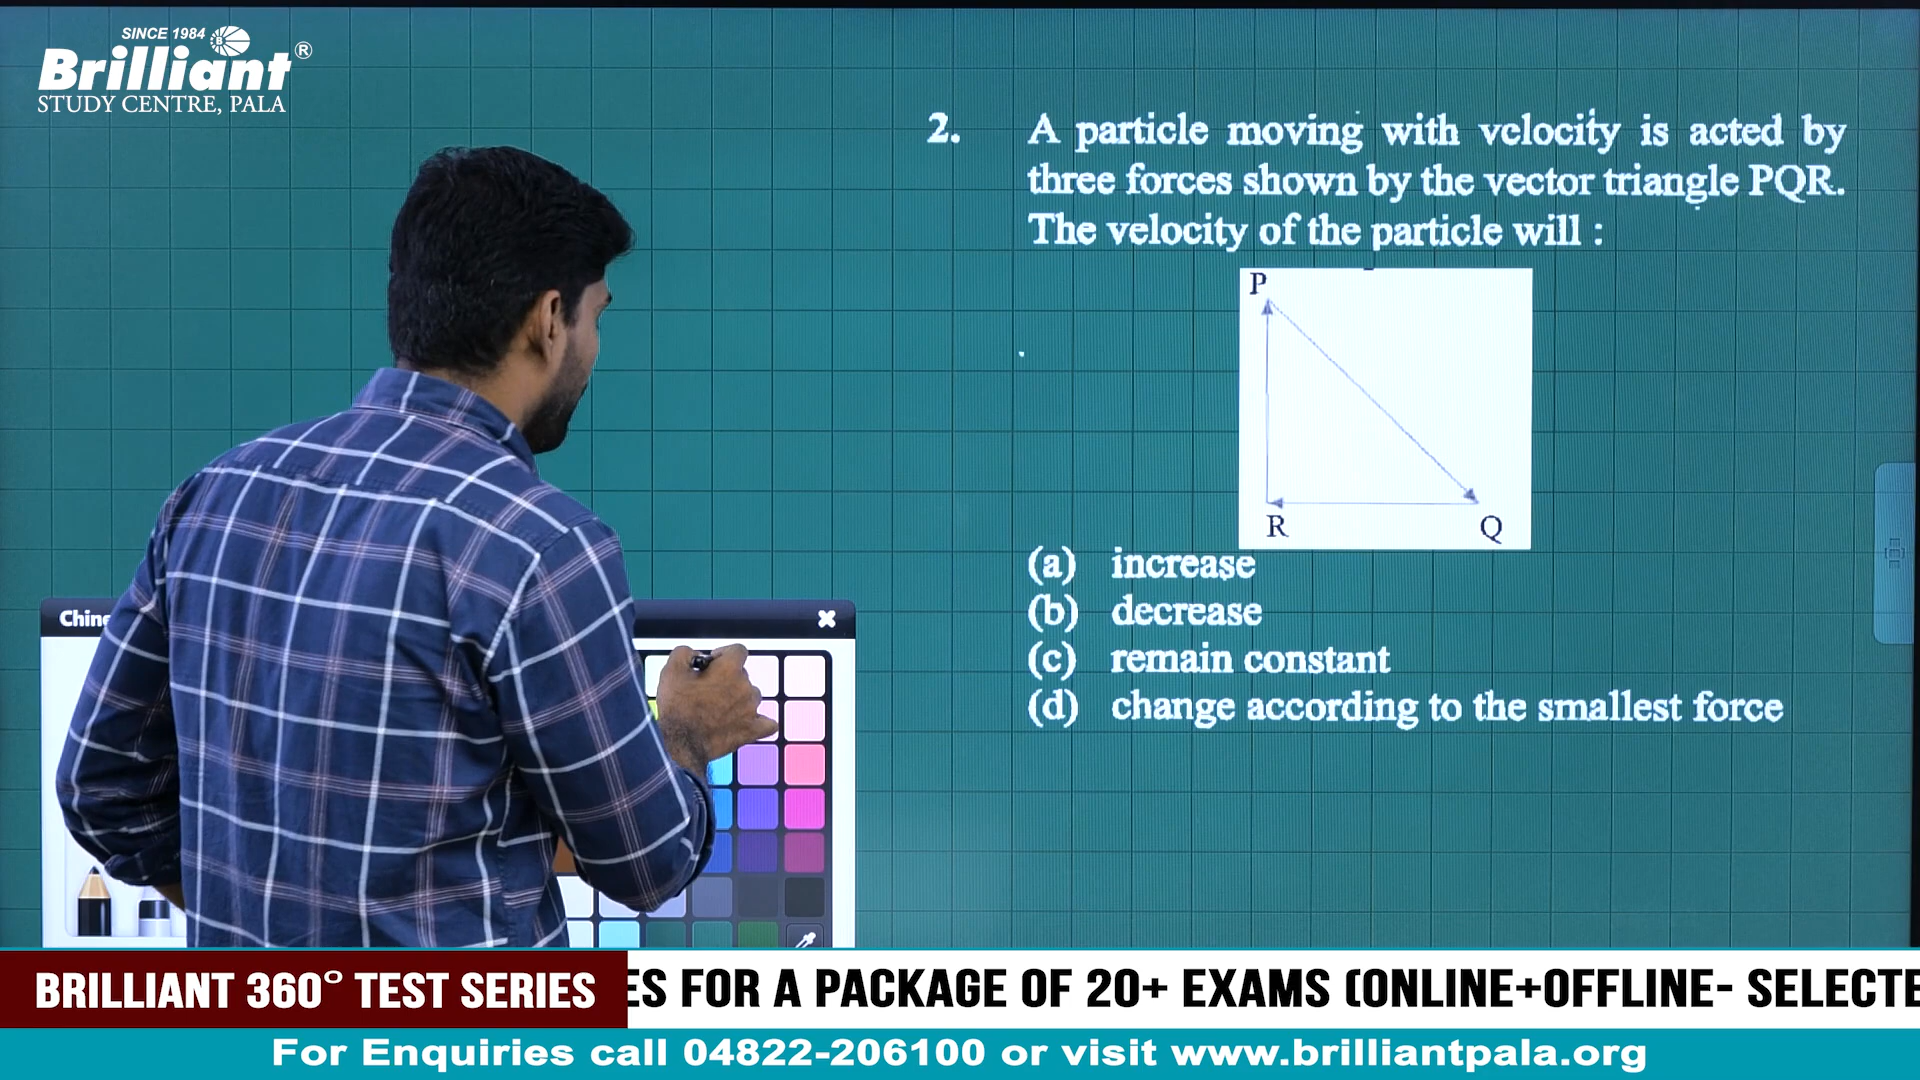 SINCE 1984
Brilliant®
STUDY CENTRE, PALA
2. A particle moving with velocity is acted by
three forces shown by the vector triangle PQR.
The velocity of the particle will :
P
R Q
(a) increase
(b) decrease
(c) remain constant
(d) change according to the smallest force
BRILLIANT 360° TEST SERIES
ES FOR A PACKAGE OF 20+ EXAMS (ONLINE+OFFLINE- SELECTE
For Enquiries call 04822-206100 or visit www.brilliantpala.org